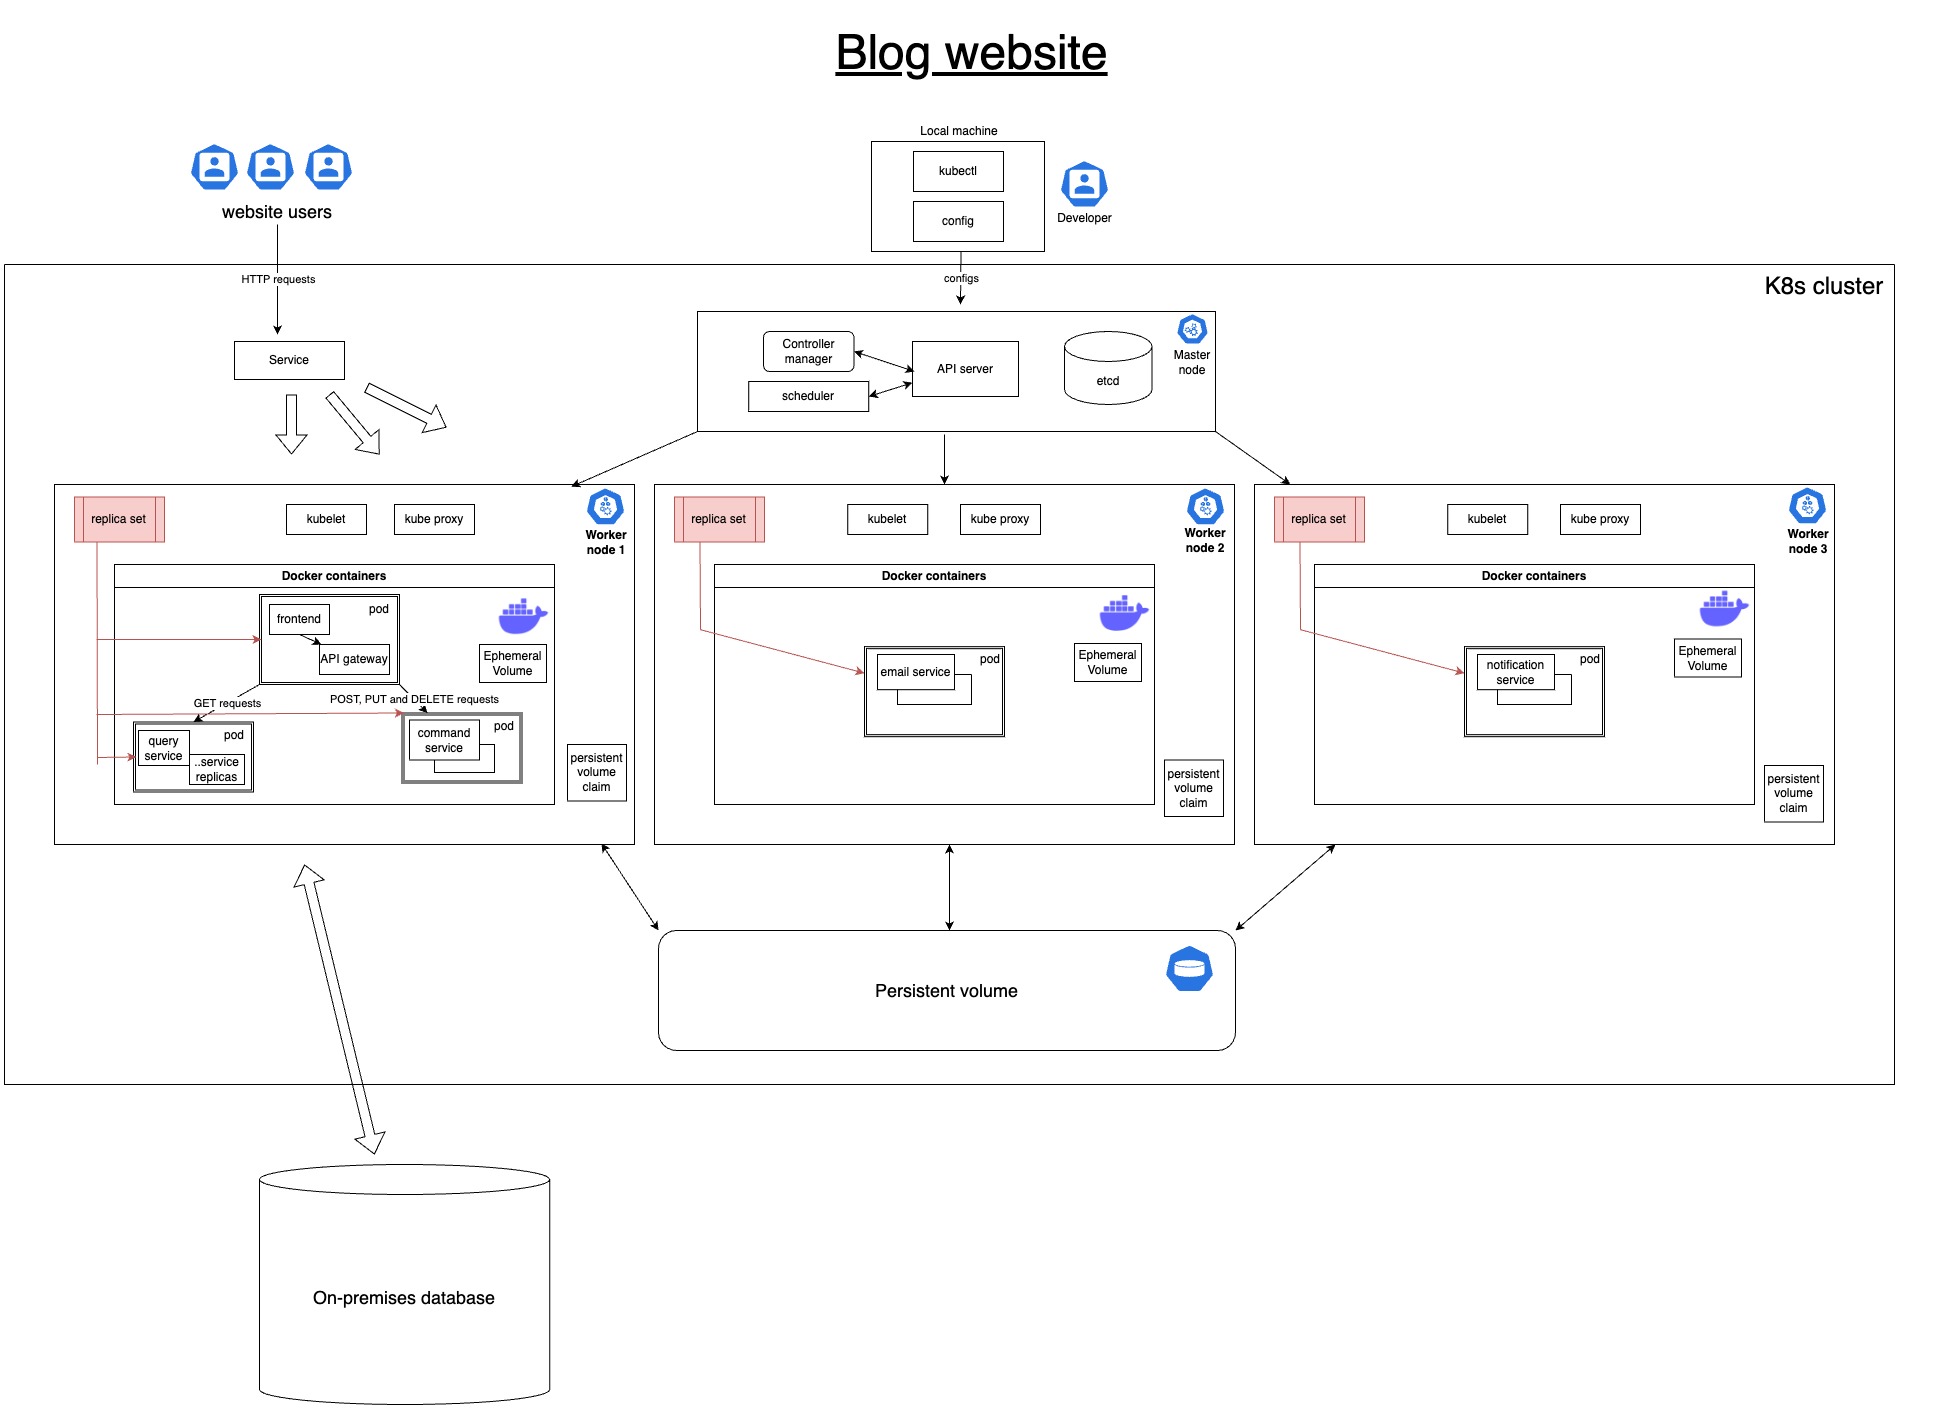 Blog website
Local machine
kubectl
config
Developer
website users
HTTP requests
configs
K8s cluster
Service
Controller
manager
scheduler
API server
etcd
Master
node
replica set
kubelet
kube proxy
Worker
node 1
Docker containers
frontend
pod
API gateway
Ephemeral
Volume
GET requests
POST, PUT and DELETE requests
query
service
pod
..service
replicas
command
service
pod
persistent
volume
claim
replica set
kubelet
kube proxy
Worker
node 2
Docker containers
email service
pod
Ephemeral
Volume
persistent
volume
claim
replica set
kubelet
kube proxy
Worker
node 3
Docker containers
notification
service
pod
Ephemeral
Volume
persistent
volume
claim
Persistent volume
On-premises database